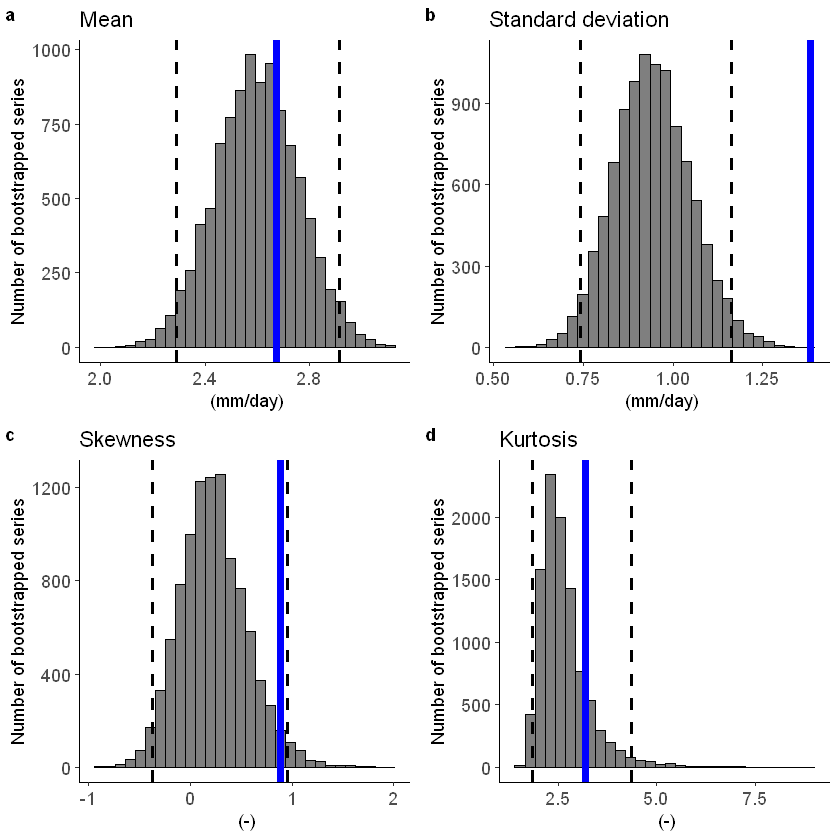 a Mean
Number of bootstrapped series
1000
750
500
250
0
2.0 2.4 2.8
(mm/day)
b Standard deviation
Number of bootstrapped series
900
600
300
0
0.50 0.75 1.00 1.25
(mm/day)
c Skewness
Number of bootstrapped series
1200
800
400
0
-1 0 1 2
(-)
d Kurtosis
Number of bootstrapped series
2000
1500
1000
500
0
2.5 5.0 7.5
(-)